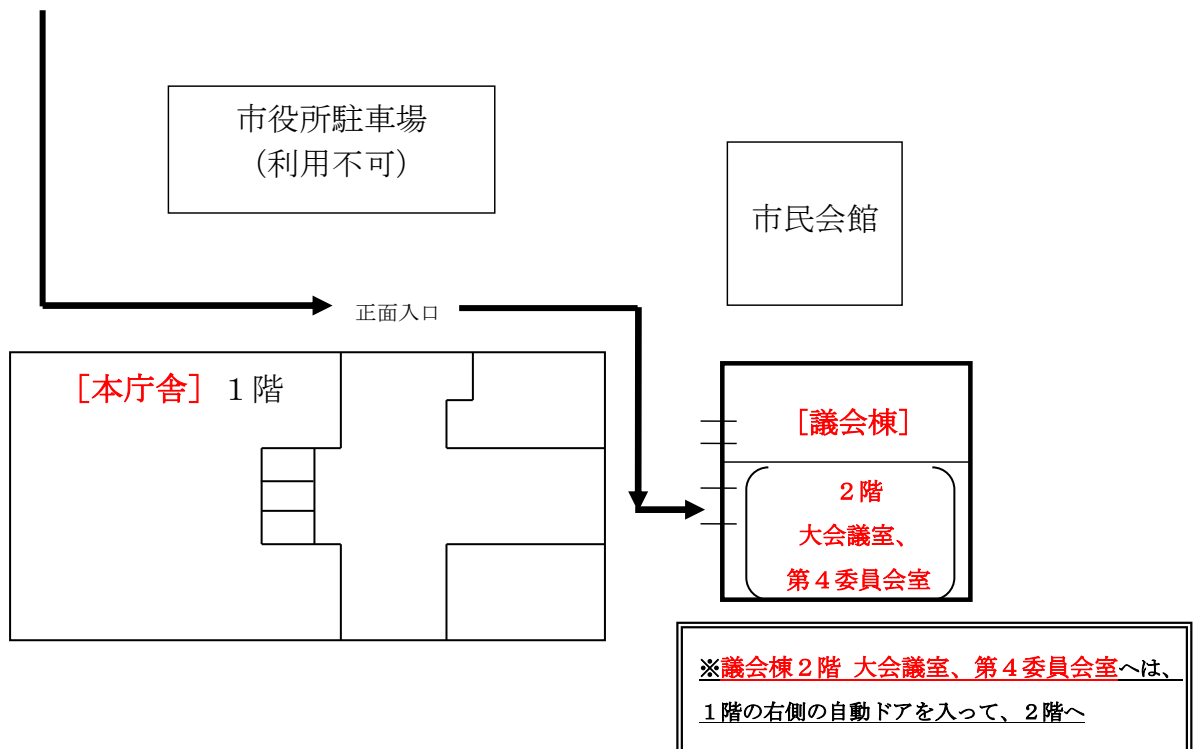 市役所駐車場
（利用不可）
市民会館
正面入口
［本庁舎］１階
［議会棟］
２階
大会議室、
第４委員会室
※議会棟２階 大会議室、第４委員会室へは、
１階の右側の自動ドアを入って、２階へ